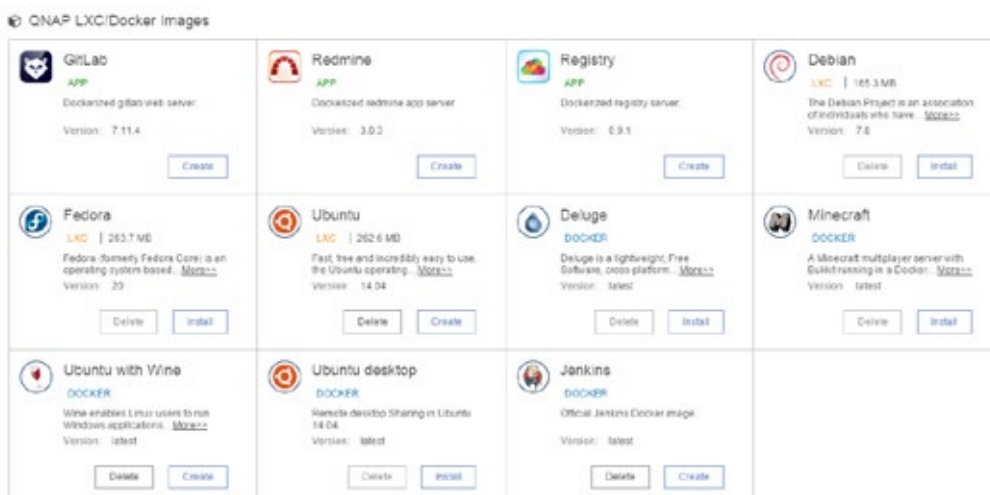 QNAP LXC/Docker Images
GitLab
APP
Dockerized gitlab web server.
Version: 7.11.4
Create
Redmine
APP
Dockerized redmine app server
Version: 3.0.3
Create
Registry
APP
Dockerized registry server.
Version: 0.9.1
Create
Debian
LXC | 165.3 MB
The Debian Project is an association
of individuals who have... More>>
Version: 7.8
Delete Install
Fedora
LXC | 263.7 MB
Fedora (formerly Fedora Core) is an
operating system based... More>>
Version: 20
Delete Install
Ubuntu
LXC | 262.6 MB
Fast, free and incredibly easy to use,
the Ubuntu operating... More>>
Version: 14.04
Delete Create
Deluge
DOCKER
Deluge is a lightweight, Free
Software, cross-platform... More>>
Version: latest
Delete Install
Minecraft
DOCKER
A Minecraft multiplayer server with
Bukkit running in a Docker... More>>
Version: latest
Delete Install
Ubuntu with Wine
DOCKER
Wine enables Linux users to run
Windows applications... More>>
Version: latest
Delete Create
Ubuntu desktop
DOCKER
Remote desktop Sharing in Ubuntu
14.04.
Version: latest
Delete Install
Jenkins
DOCKER
Official Jenkins Docker image.
Version: latest
Delete Create